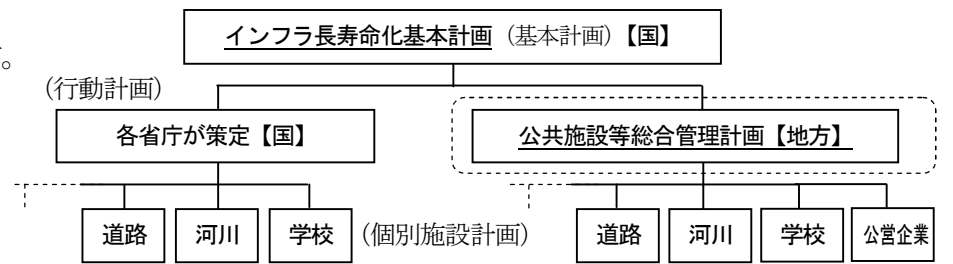 インフラ長寿命化基本計画（基本計画）【国】
。
（行動計画）
各省庁が策定【国】
公共施設等総合管理計画【地方】
道路
河川
学校
（個別施設計画）
道路
河川
学校
公営企業